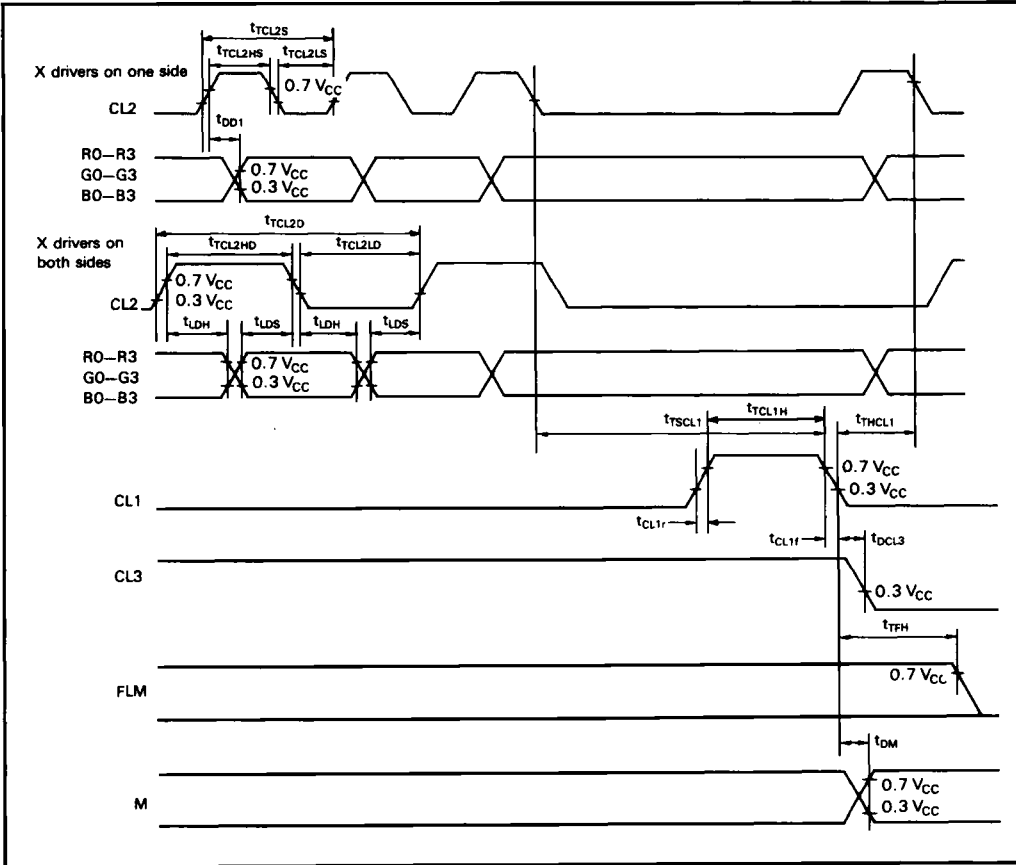 tTCL2S
tTCL2HS tTCL2LS
X drivers on one side
0.7 VCC
CL2
tDD1
R0—R3
G0—G3
B0—B3
0.7 VCC
0.3 VCC
tTCL2D
X drivers on
both sides
tTCL2HD tTCL2LD
0.7 VCC
0.3 VCC
CL2
tLDH tLDS tLDH tLDS
R0—R3
G0—G3
B0—B3
0.7 VCC
0.3 VCC
tTSCL1 tTCL1H tTHCL1
0.7 VCC
0.3 VCC
CL1
tCL1r tCL1f tDCL3
CL3
0.3 VCC
tTFH
0.7 VCC
FLM
tDM
0.7 VCC
0.3 VCC
M